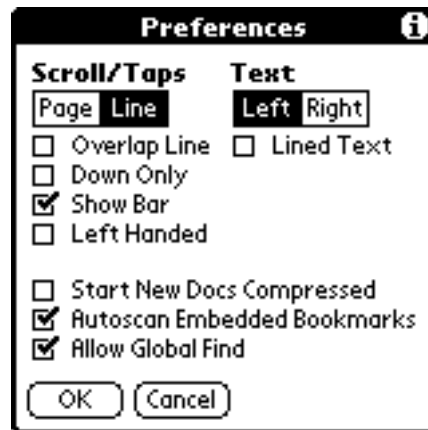 Preferences
Scroll/Taps Text
Page Line Left Right
Overlap Line Lined Text
Down Only
Show Bar
Left Handed
Start New Docs Compressed
Autoscan Embedded Bookmarks
Allow Global Find
OK Cancel